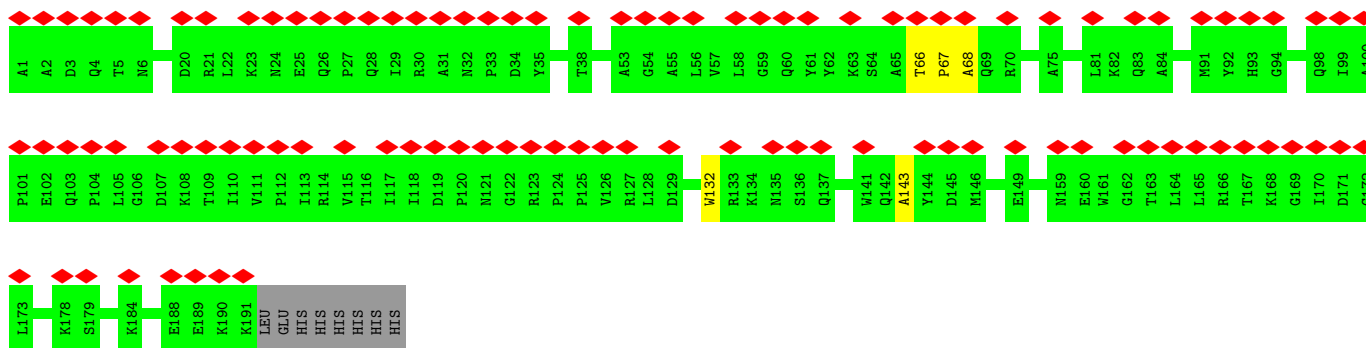 A1 A2 D3 Q4 T5 N6 D20 R21 L22 K23 N24 E25 Q26 P27 Q28 I29 R30 A31 N32 P33 D34 Y35 T38 A53 G54 A55 L56 V57 L58 G59 Q60 Y61 Y62 K63 S64 A65 T66 P67 A68 Q69 R70 A75 L81 K82 Q83 A84 M91 Y92 H93 G94 Q98 I99 A100
P101 E102 Q103 P104 L105 G106 D107 K108 T109 I110 V111 P112 I113 R114 V115 T116 I117 I118 D119 P120 N121 G122 R123 P124 P125 V126 R127 L128 D129 W132 R133 K134 N135 S136 Q137 W141 Q142 A143 Y144 D145 M146 E149 N159 E160 W161 G162 T163 L164 L165 R166 T167 K168 G169 I170 D171
L173 K178 S179 K184 E188 E189 K190 K191 LEU GLU HIS HIS HIS HIS HIS HIS